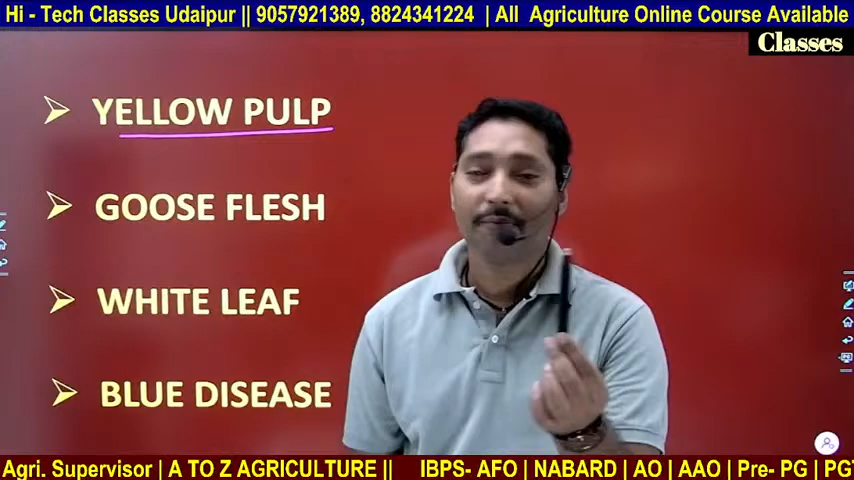 Hi - Tech Classes Udaipur || 9057921389, 8824341224 | All Agriculture Online Course Available
Classes
YELLOW PULP
GOOSE FLESH
WHITE LEAF
BLUE DISEASE
Agri. Supervisor | A TO Z AGRICULTURE || IBPS- AFO | NABARD | AO | AAO | Pre- PG | PG